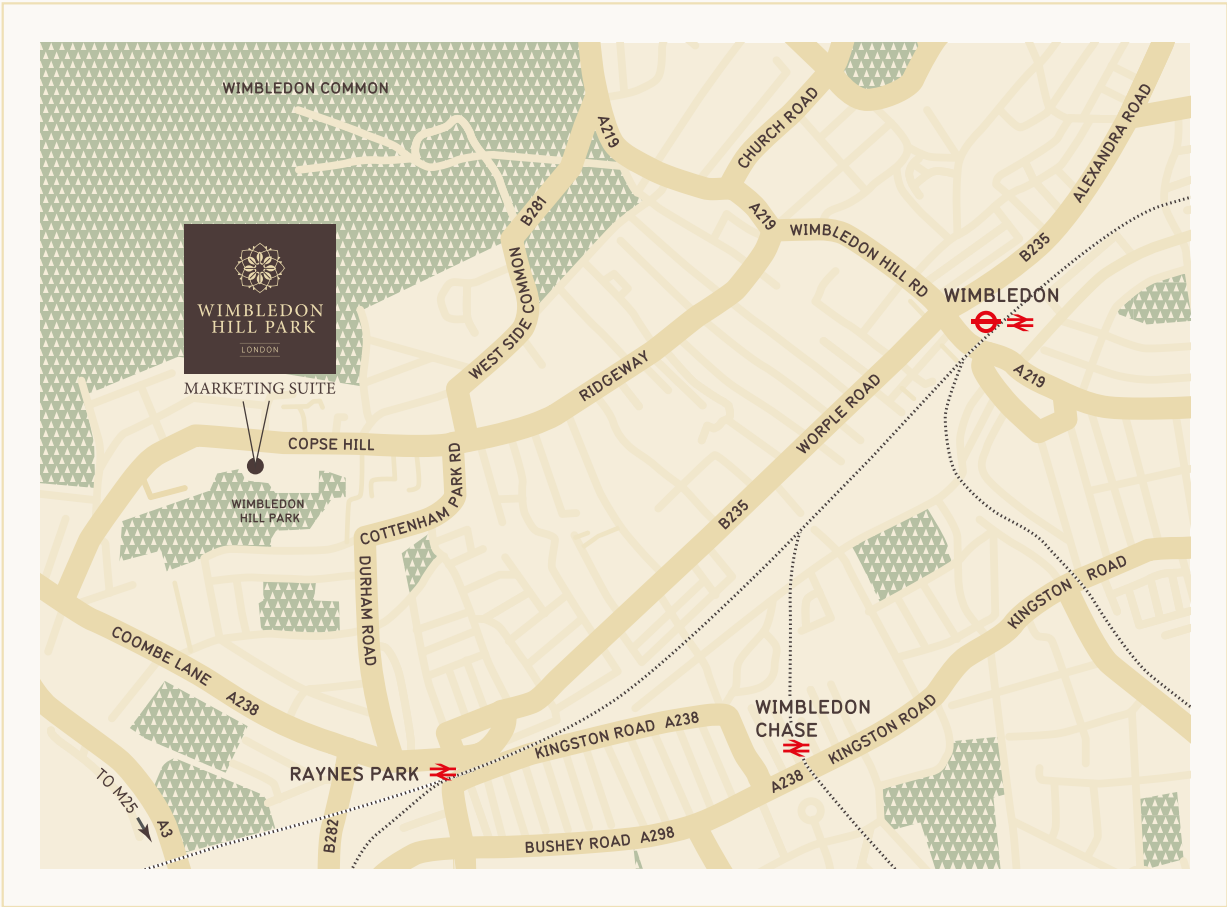 WIMBLEDON COMMON
A219
CHURCH ROAD
ALEXANDRA ROAD
B281
A219
WIMBLEDON HILL RD
B235
WEST SIDE COMMON
WIMBLEDON
WIMBLEDON
HILL PARK
LONDON
MARKETING SUITE
RIDGEWAY
A219
WORPLE ROAD
COPSE HILL
PARK RD
WIMBLEDON
HILL PARK
COTTENHAM
B235
DURHAM ROAD
KINGSTON ROAD
COOMBE LANE A238
WIMBLEDON
CHASE
KINGSTON ROAD A238
KINGSTON ROAD
RAYNES PARK
A238
TO M25
A3
B282
BUSHEY ROAD A298